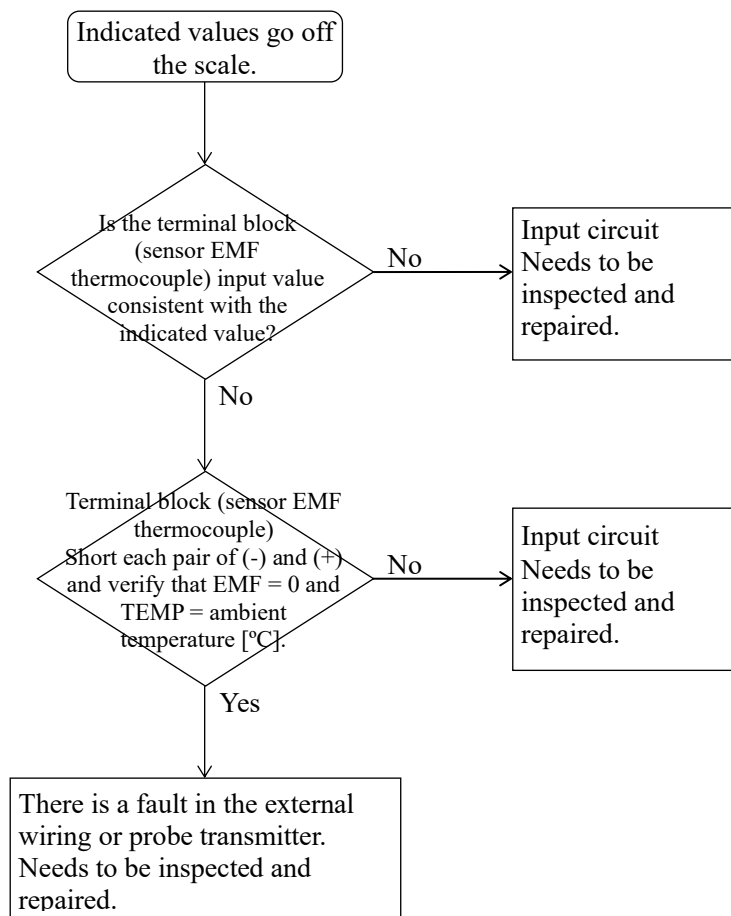 Indicated values go off
the scale.
Is the terminal block
(sensor EMF
thermocouple) input value
consistent with the
indicated value?
No
Input circuit
Needs to be
inspected and
repaired.
No
Terminal block (sensor EMF
thermocouple)
Short each pair of (-) and (+)
and verify that EMF = 0 and
TEMP = ambient
temperature [ºC].
No
Input circuit
Needs to be
inspected and
repaired.
Yes
There is a fault in the external
wiring or probe transmitter.
Needs to be inspected and
repaired.